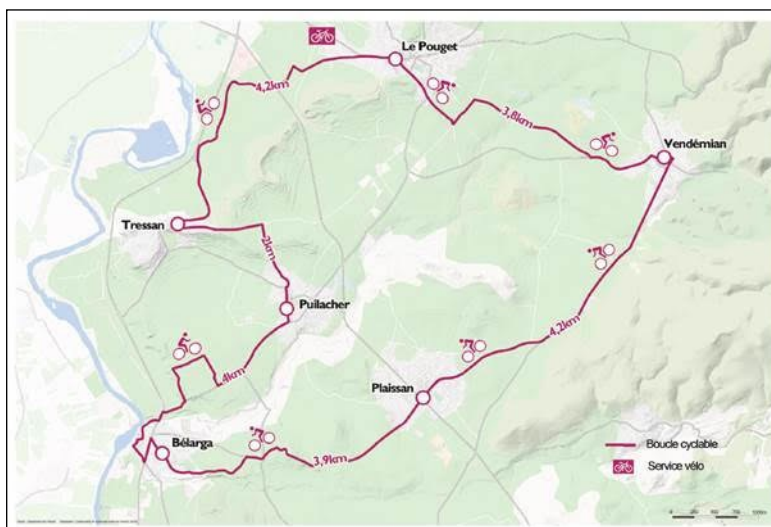 Le Pouget
4,2km
3,8km
Vendémian
Tressan
2km
Puilacher
4,2km
4km
Plaissan
Bélarga
3,9km
Boucle cyclable
Service vélo